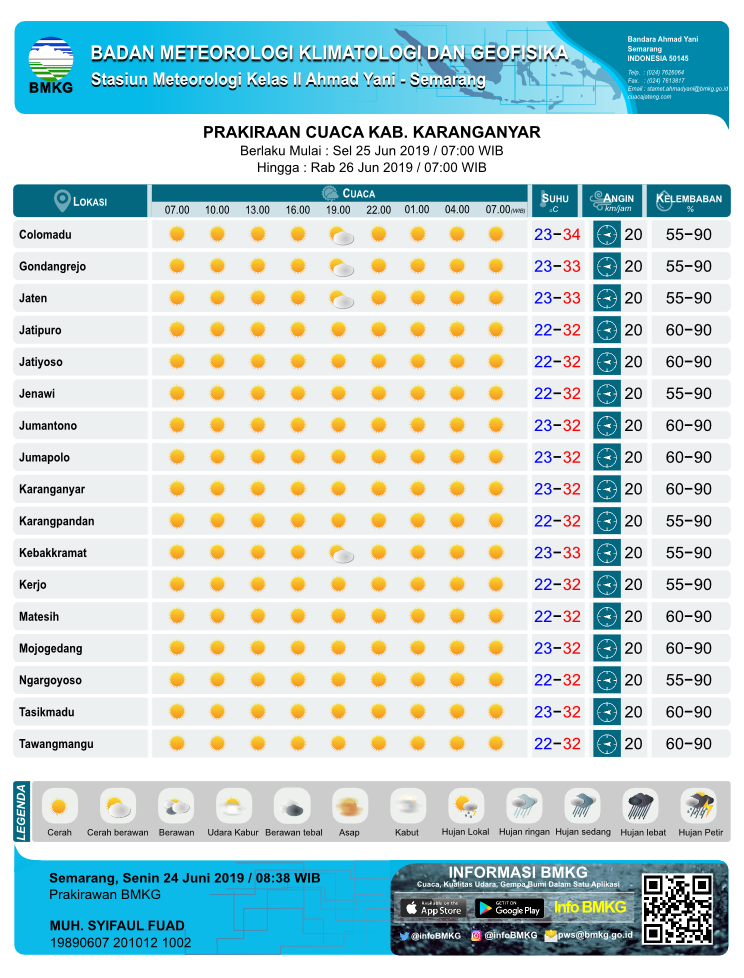 BMKG
BADAN METEOROLOGI KLIMATOLOGI DAN GEOFISIKA
Stasiun Meteorologi Kelas II Ahmad Yani - Semarang
Bandara Ahmad Yani
Semarang
INDONESIA 50145
Telp. : (024) 7626064
Fax. : (024) 7613817
Email : stamet.ahmadyani@bmkg.go.id
cuacajateng.com
PRAKIRAAN CUACA KAB. KARANGANYAR
Berlaku Mulai : Sel 25 Jun 2019 / 07:00 WIB
Hingga : Rab 26 Jun 2019 / 07:00 WIB
LOKASI CUACA SUHU °C ANGIN km/jam KELEMBABAN %
07.00 10.00 13.00 16.00 19.00 22.00 01.00 04.00 07.00 (WIB)
Colomadu 23-34 20 55-90
Gondangrejo 23-33 20 55-90
Jaten 23-33 20 55-90
Jatipuro 22-32 20 60-90
Jatiyoso 22-32 20 60-90
Jenawi 22-32 20 55-90
Jumantono 23-32 20 60-90
Jumapolo 23-32 20 60-90
Karanganyar 23-32 20 60-90
Karangpandan 22-32 20 55-90
Kebakkramat 23-33 20 55-90
Kerjo 22-32 20 55-90
Matesih 22-32 20 60-90
Mojogedang 23-32 20 60-90
Ngargoyoso 22-32 20 55-90
Tasikmadu 23-32 20 60-90
Tawangmangu 22-32 20 60-90
LEGENDA
Cerah Cerah berawan Berawan Udara Kabur Berawan tebal Asap Kabut Hujan Lokal Hujan ringan Hujan sedang Hujan lebat Hujan Petir
Semarang, Senin 24 Juni 2019 / 08:38 WIB
Prakirawan BMKG
MUH. SYIFAUL FUAD
19890607 201012 1002
INFORMASI BMKG
Cuaca, Kualitas Udara, Gempa Bumi Dalam Satu Aplikasi
Available on the App Store GET IT ON Google Play Info BMKG
@infoBMKG @infoBMKG pws@bmkg.go.id